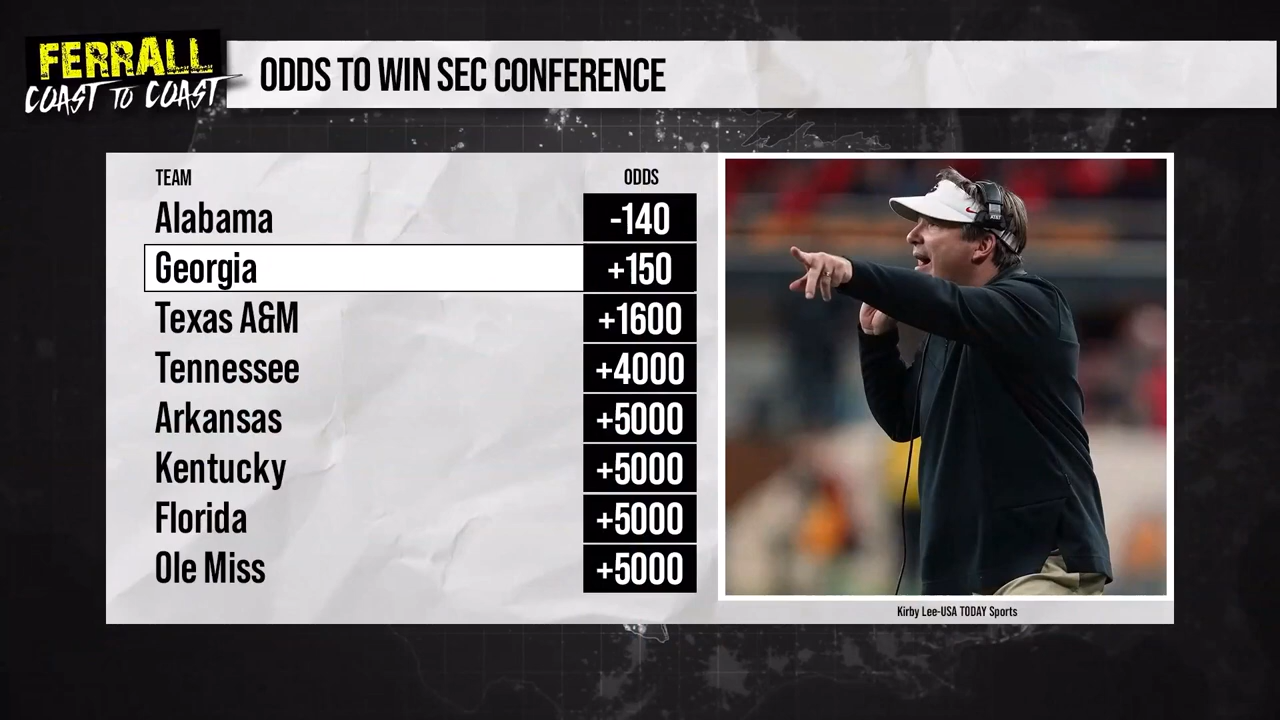 FERRALL
COAST TO COAST
ODDS TO WIN SEC CONFERENCE
TEAM ODDS
Alabama -140
Georgia +150
Texas A&M +1600
Tennessee +4000
Arkansas +5000
Kentucky +5000
Florida +5000
Ole Miss +5000
AT&T
Kirby Lee-USA TODAY Sports